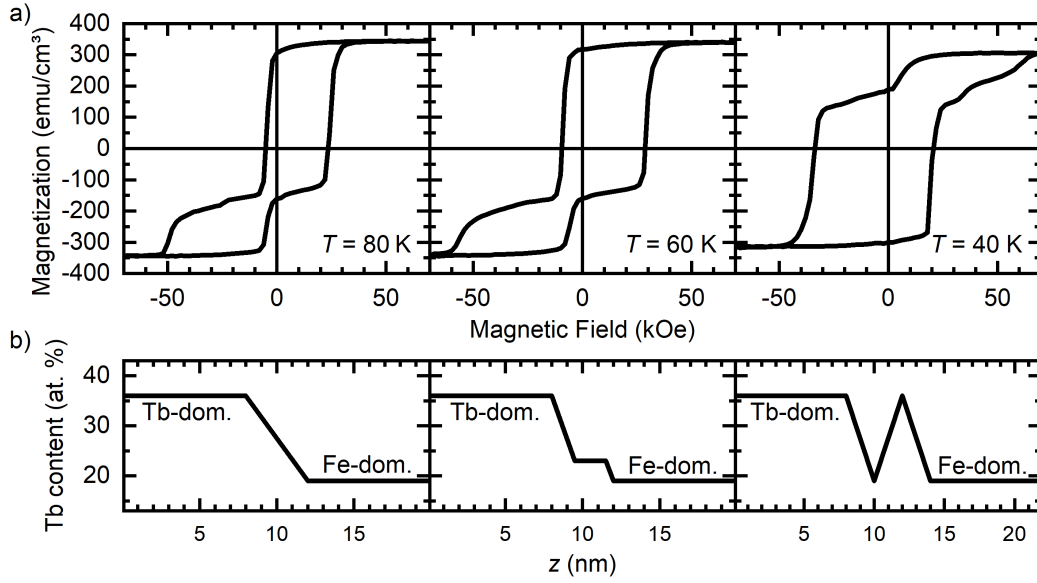 a)
Magnetization (emu/cm³)
400
300
200
100
0
-100
-200
-300
-400
T = 80 K
T = 60 K
T = 40 K
-50 0 50 -50 0 50 -50 0 50
Magnetic Field (kOe)
b)
Tb content (at. %)
40
30
20
Tb-dom.
Fe-dom.
Tb-dom.
Fe-dom.
Tb-dom.
Fe-dom.
5 10 15 5 10 15 5 10 15 20
z (nm)